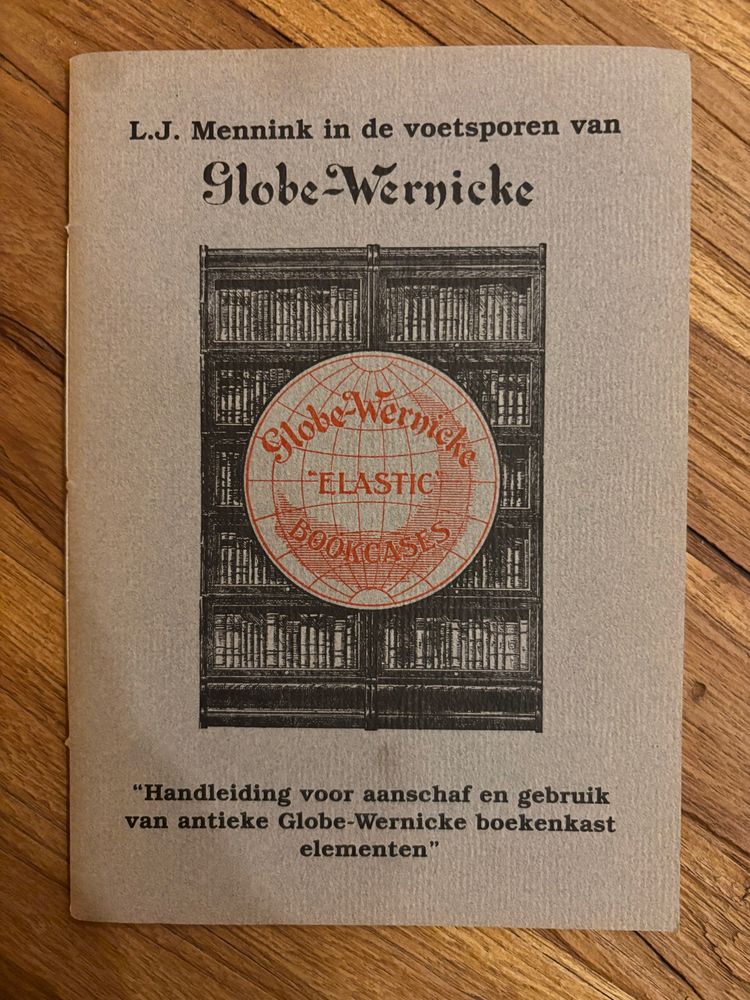 L.J. Mennink in de voetsporen van
Globe-Wernicke
Globe-Wernicke
"ELASTIC"
BOOKCASES
"Handleiding voor aanschaf en gebruik
van antieke Globe-Wernicke boekenkast
elementen"